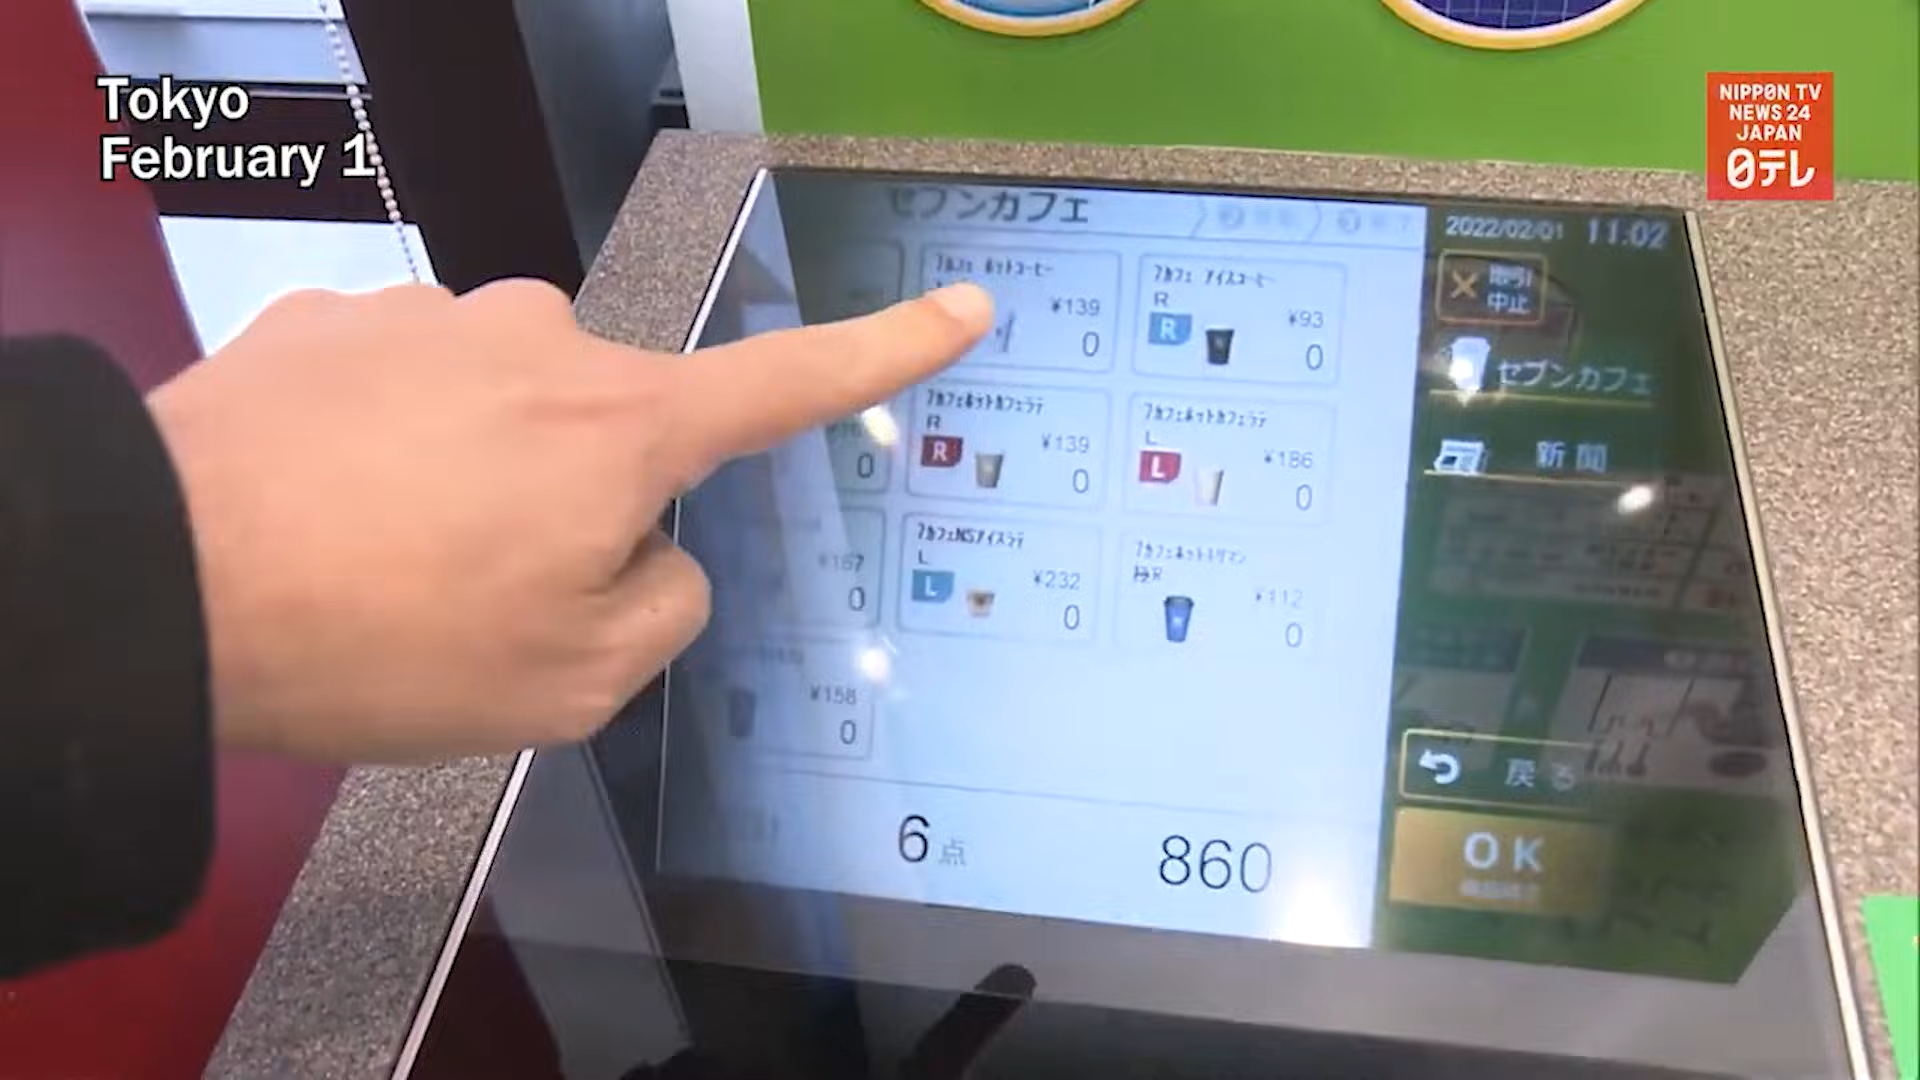 Tokyo
February 1
NIPPON TV
NEWS 24
JAPAN
日テレ
セブンカフェ
2022/02/01 11:02
取引
中止
7カフェ ホットコーヒー
¥139
0
7カフェ アイスコーヒー
R
R
¥93
0
セブンカフェ
0
7カフェホットカフェラテ
R
R
¥139
0
7カフェホットカフェラテ
L
L
¥186
0
新聞
¥167
0
7カフェNSアイスラテ
L
L
¥232
0
¥112
0
¥158
0
戻る
6点
860
OK